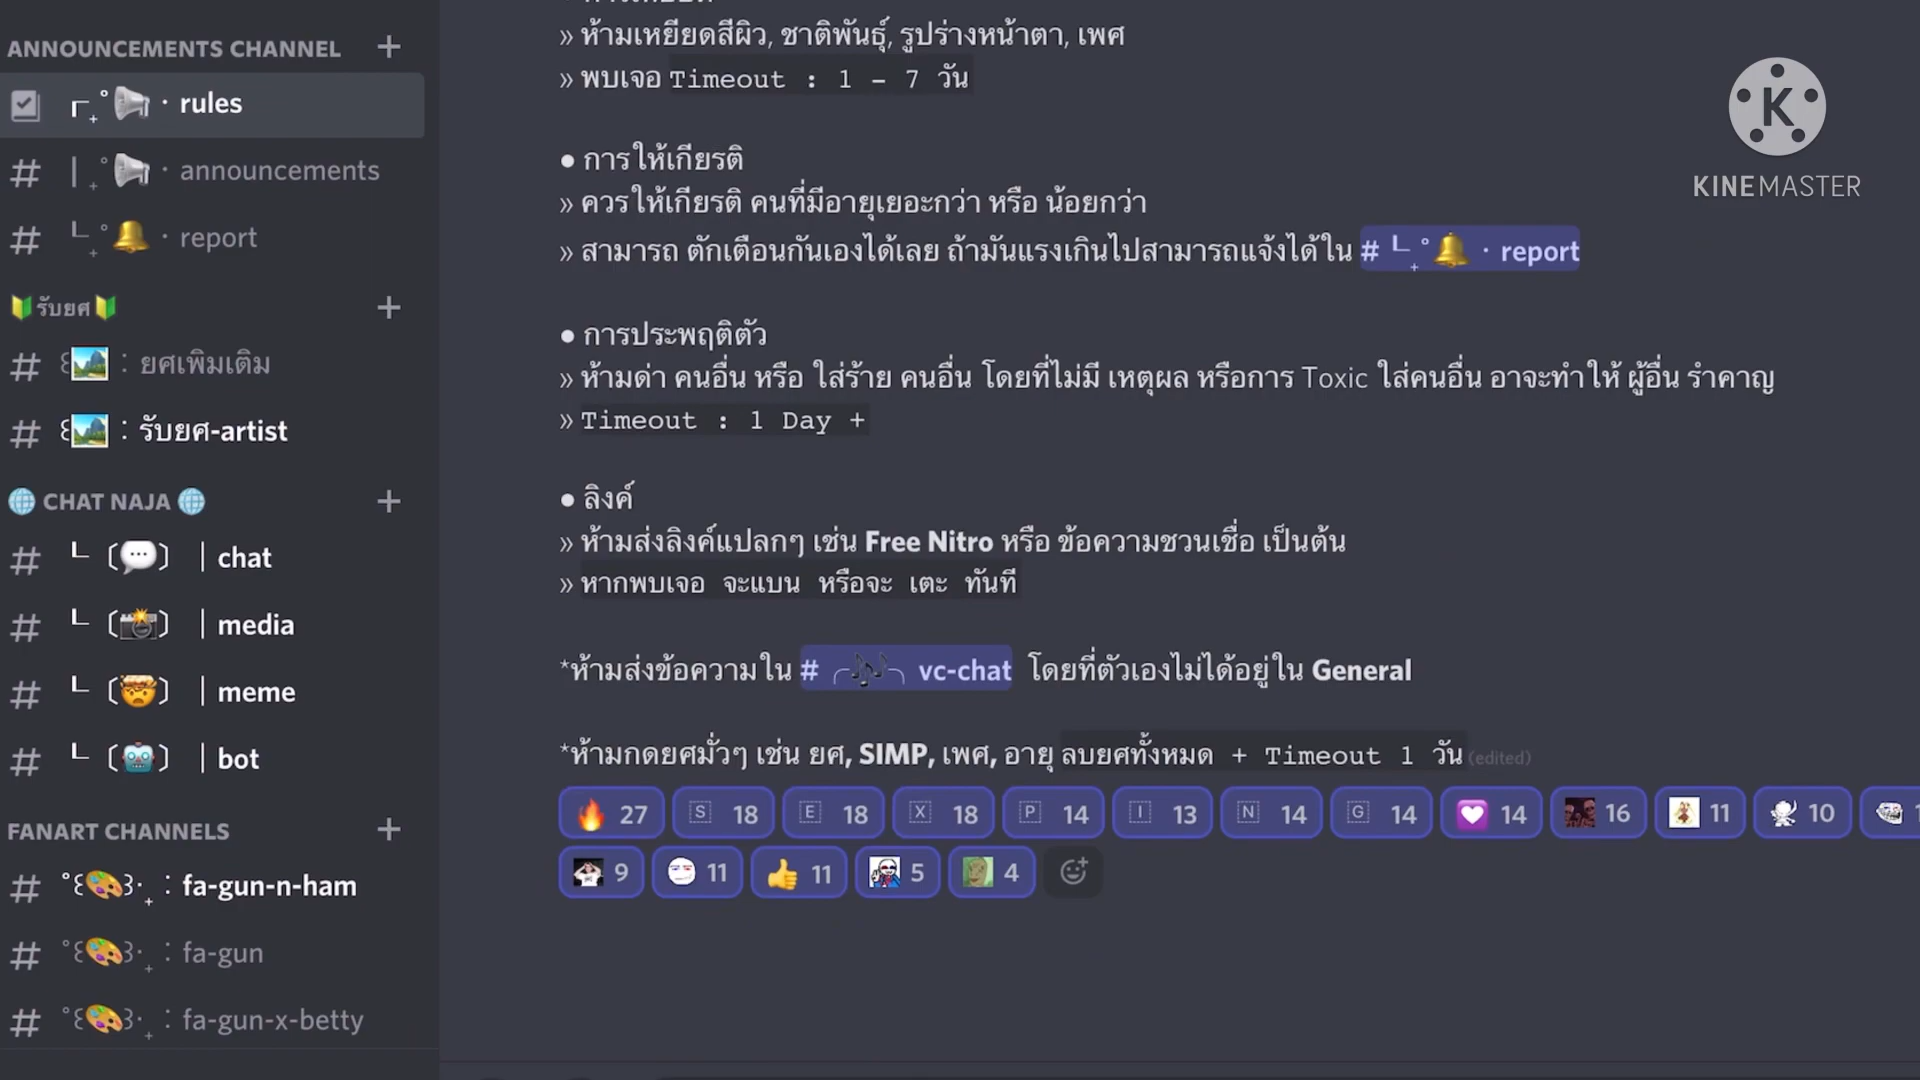 ANNOUNCEMENTS CHANNEL
rules
announcements
report
รับยศ
ยศเพิ่มเติม
รับยศ-artist
CHAT NAJA
chat
media
meme
bot
FANART CHANNELS
fa-gun-n-ham
fa-gun
fa-gun-x-betty
» ห้ามเหยียดสีผิว, ชาติพันธุ์, รูปร่างหน้าตา, เพศ
» พบเจอ Timeout : 1 - 7 วัน
● การให้เกียรติ
» ควรให้เกียรติ คนที่มีอายุเยอะกว่า หรือ น้อยกว่า
» สามารถ ตักเตือนกันเองได้เลย ถ้ามันแรงเกินไปสามารถแจ้งได้ใน # report
● การประพฤติตัว
» ห้ามด่า คนอื่น หรือ ใส่ร้าย คนอื่น โดยที่ไม่มี เหตุผล หรือการ Toxic ใส่คนอื่น อาจจะทำให้ ผู้อื่น รำคาญ
» Timeout : 1 Day +
● ลิงค์
» ห้ามส่งลิงค์แปลกๆ เช่น Free Nitro หรือ ข้อความชวนเชื่อ เป็นต้น
» หากพบเจอ จะแบน หรือจะ เตะ ทันที
*ห้ามส่งข้อความใน # vc-chat โดยที่ตัวเองไม่ได้อยู่ใน General
*ห้ามกดยศมั่วๆ เช่น ยศ, SIMP, เพศ, อายุ ลบยศทั้งหมด + Timeout 1 วัน (edited)
27 S 18 E 18 X 18 P 14 I 13 N 14 G 14 14 16 11 10
9 11 11 5 4
K
KINEMASTER